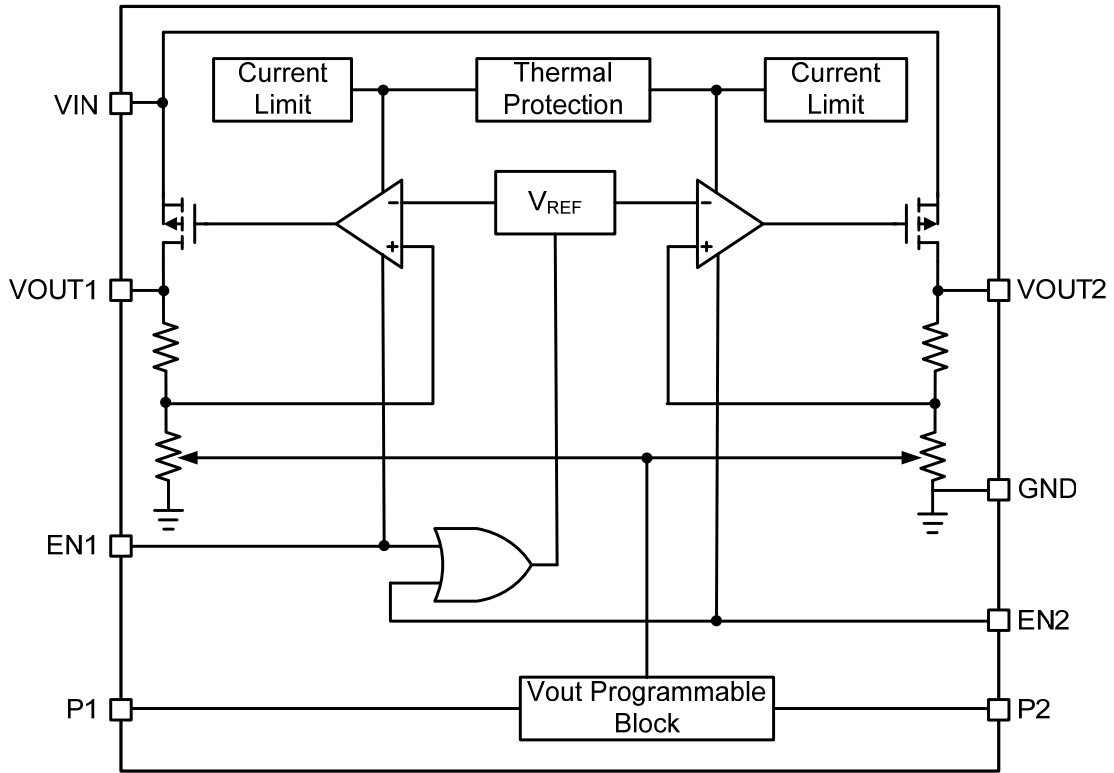 Current
Limit
Thermal
Protection
Current
Limit
VIN
VREF
-
-
+
+
VOUT1
VOUT2
GND
EN1
EN2
P1
Vout Programmable
Block
P2